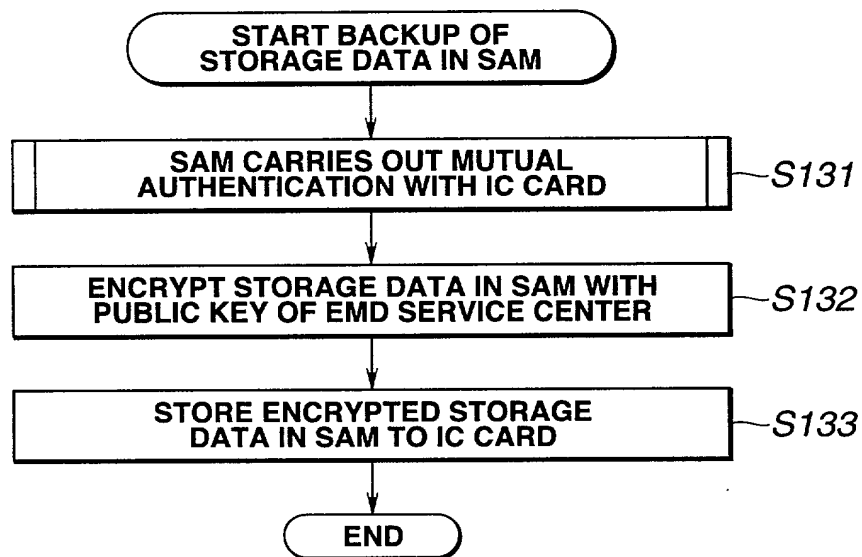 START BACKUP OF
STORAGE DATA IN SAM
SAM CARRIES OUT MUTUAL
AUTHENTICATION WITH IC CARD
S131
ENCRYPT STORAGE DATA IN SAM WITH
PUBLIC KEY OF EMD SERVICE CENTER
S132
STORE ENCRYPTED STORAGE
DATA IN SAM TO IC CARD
S133
END